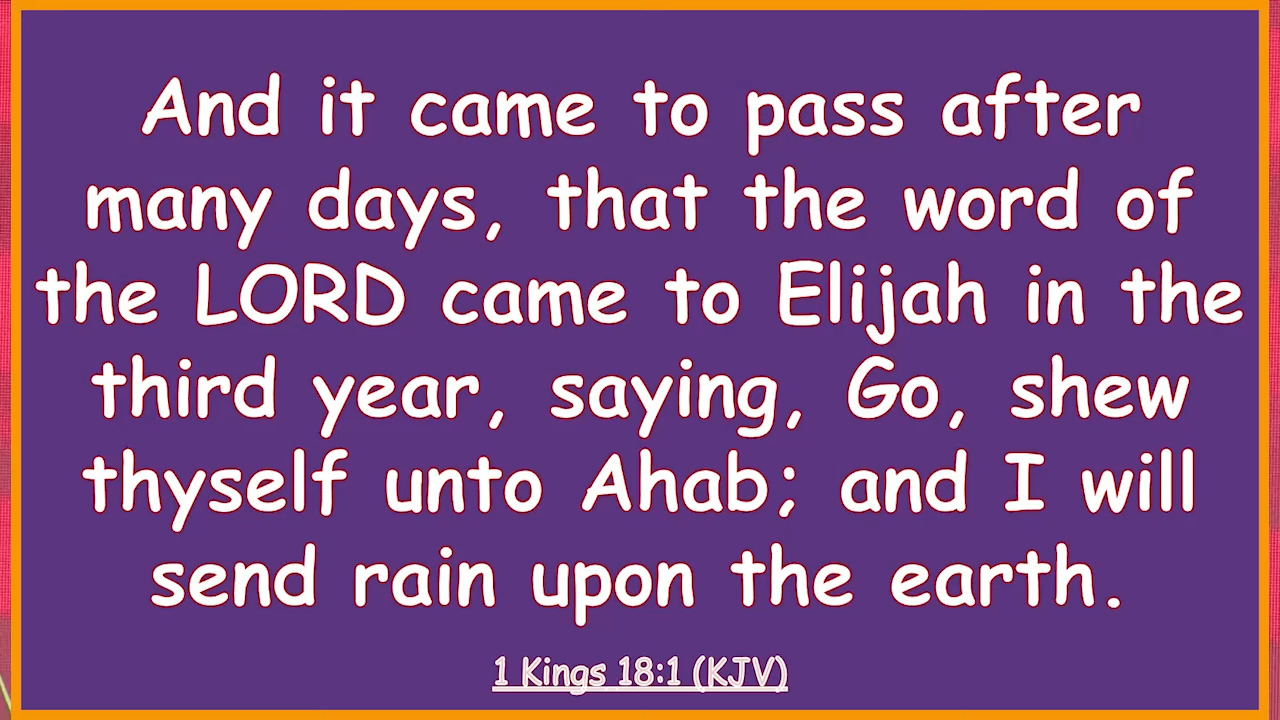 And it came to pass after
many days, that the word of
the LORD came to Elijah in the
third year, saying, Go, shew
thyself unto Ahab; and I will
send rain upon the earth.
1 Kings 18:1 (KJV)